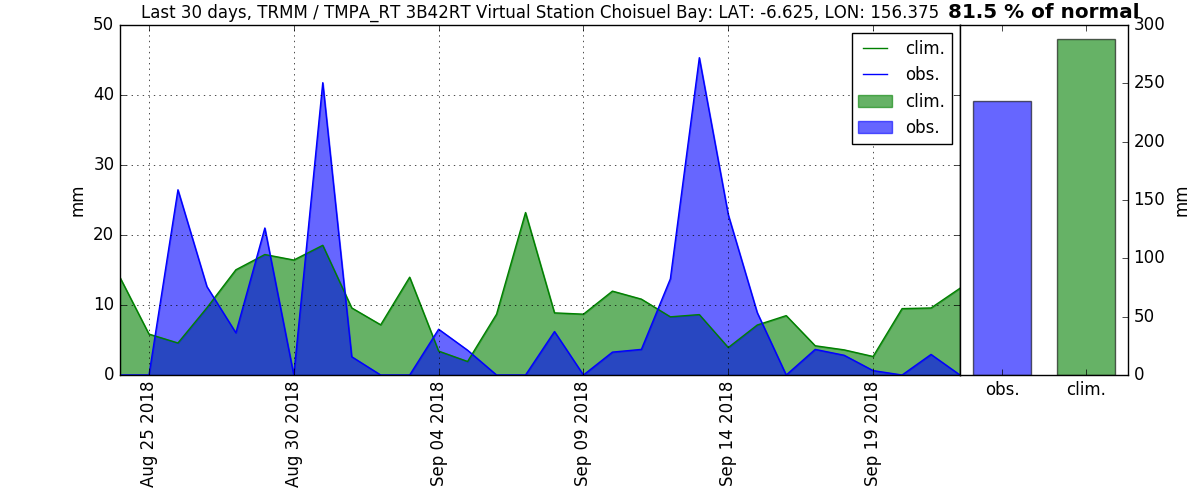 Last 30 days, TRMM / TMPA_RT 3B42RT Virtual Station Choisuel Bay: LAT: -6.625, LON: 156.375
81.5 % of normal
50
40
30
20
10
0
mm
clim.
obs.
clim.
obs.
Aug 25 2018
Aug 30 2018
Sep 04 2018
Sep 09 2018
Sep 14 2018
Sep 19 2018
300
250
200
150
100
50
0
mm
obs.
clim.